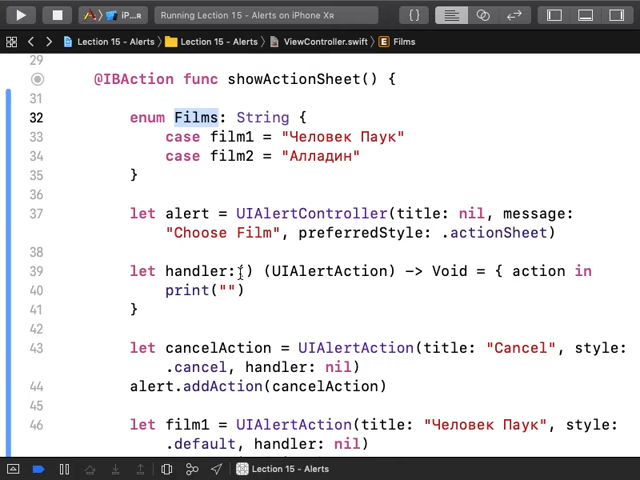 iP...ʀ
Running Lection 15 - Alerts on iPhone Xʀ
{ }
Lection 15 - Alerts
Lection 15 - Alerts
ViewController.swift
E
Films
29
@IBAction func showActionSheet() {
31
32 enum Films: String {
33 case film1 = "Человек Паук"
34 case film2 = "Алладин"
35 }
36
37 let alert = UIAlertController(title: nil, message:
"Choose Film", preferredStyle: .actionSheet)
38
39 let handler:() (UIAlertAction) -> Void = { action in
40 print("")
41 }
42
43 let cancelAction = UIAlertAction(title: "Cancel", style:
.cancel, handler: nil)
44 alert.addAction(cancelAction)
45
46 let film1 = UIAlertAction(title: "Человек Паук", style:
.default, handler: nil)
Lection 15 - Alerts